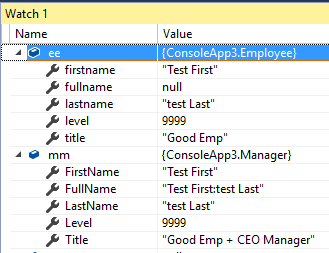 Watch 1
Name Value
ee {ConsoleApp3.Employee}
firstname "Test First"
fullname null
lastname "test Last"
level 9999
title "Good Emp"
mm {ConsoleApp3.Manager}
FirstName "Test First"
FullName "Test First:test Last"
LastName "test Last"
Level 9999
Title "Good Emp + CEO Manager"